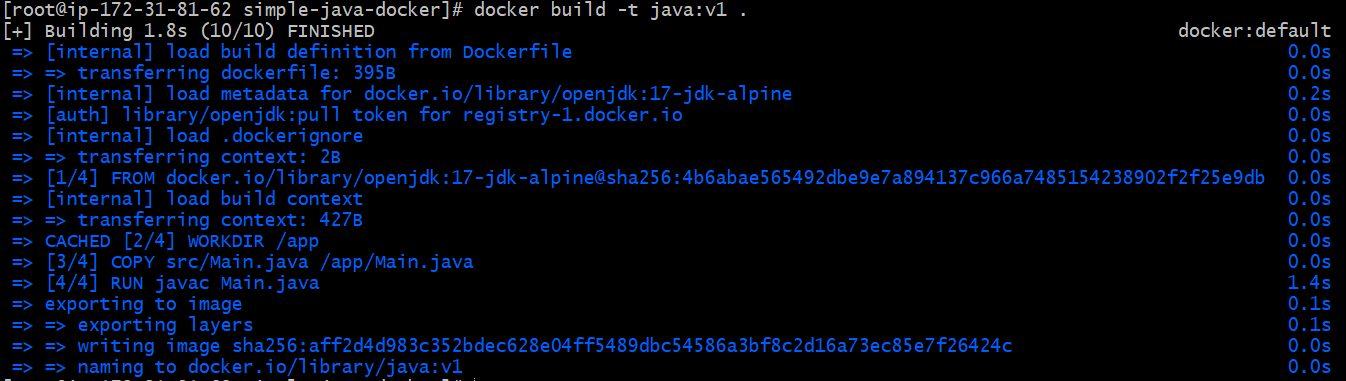 [root@ip-172-31-81-62 simple-java-docker]# docker build -t java:v1 .
[+] Building 1.8s (10/10) FINISHED docker:default
=> [internal] load build definition from Dockerfile 0.0s
=> => transferring dockerfile: 395B 0.0s
=> [internal] load metadata for docker.io/library/openjdk:17-jdk-alpine 0.2s
=> [auth] library/openjdk:pull token for registry-1.docker.io 0.0s
=> [internal] load .dockerignore 0.0s
=> => transferring context: 2B 0.0s
=> [1/4] FROM docker.io/library/openjdk:17-jdk-alpine@sha256:4b6abae565492dbe9e7a894137c966a7485154238902f2f25e9db 0.0s
=> [internal] load build context 0.0s
=> => transferring context: 427B 0.0s
=> CACHED [2/4] WORKDIR /app 0.0s
=> [3/4] COPY src/Main.java /app/Main.java 0.0s
=> [4/4] RUN javac Main.java 1.4s
=> exporting to image 0.1s
=> => exporting layers 0.1s
=> => writing image sha256:aff2d4d983c352bdec628e04ff5489dbc54586a3bf8c2d16a73ec85e7f26424c 0.0s
=> => naming to docker.io/library/java:v1 0.0s